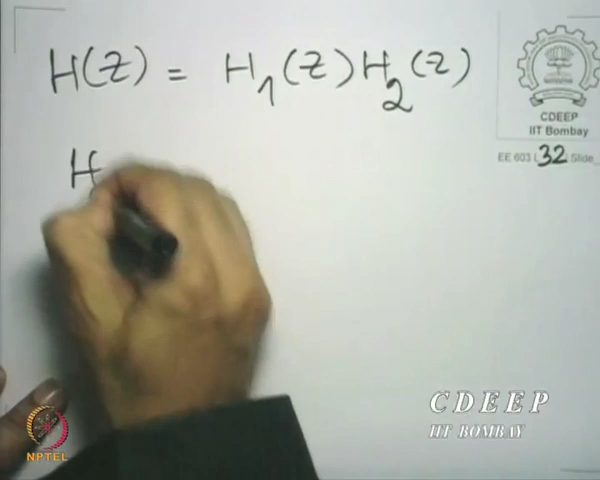 H(z) = H₁(z)H₂(z)
H
CDEEP
IIT Bombay
EE 603 L 32 Slide
CDEEP
IIT BOMBAY
NPTEL